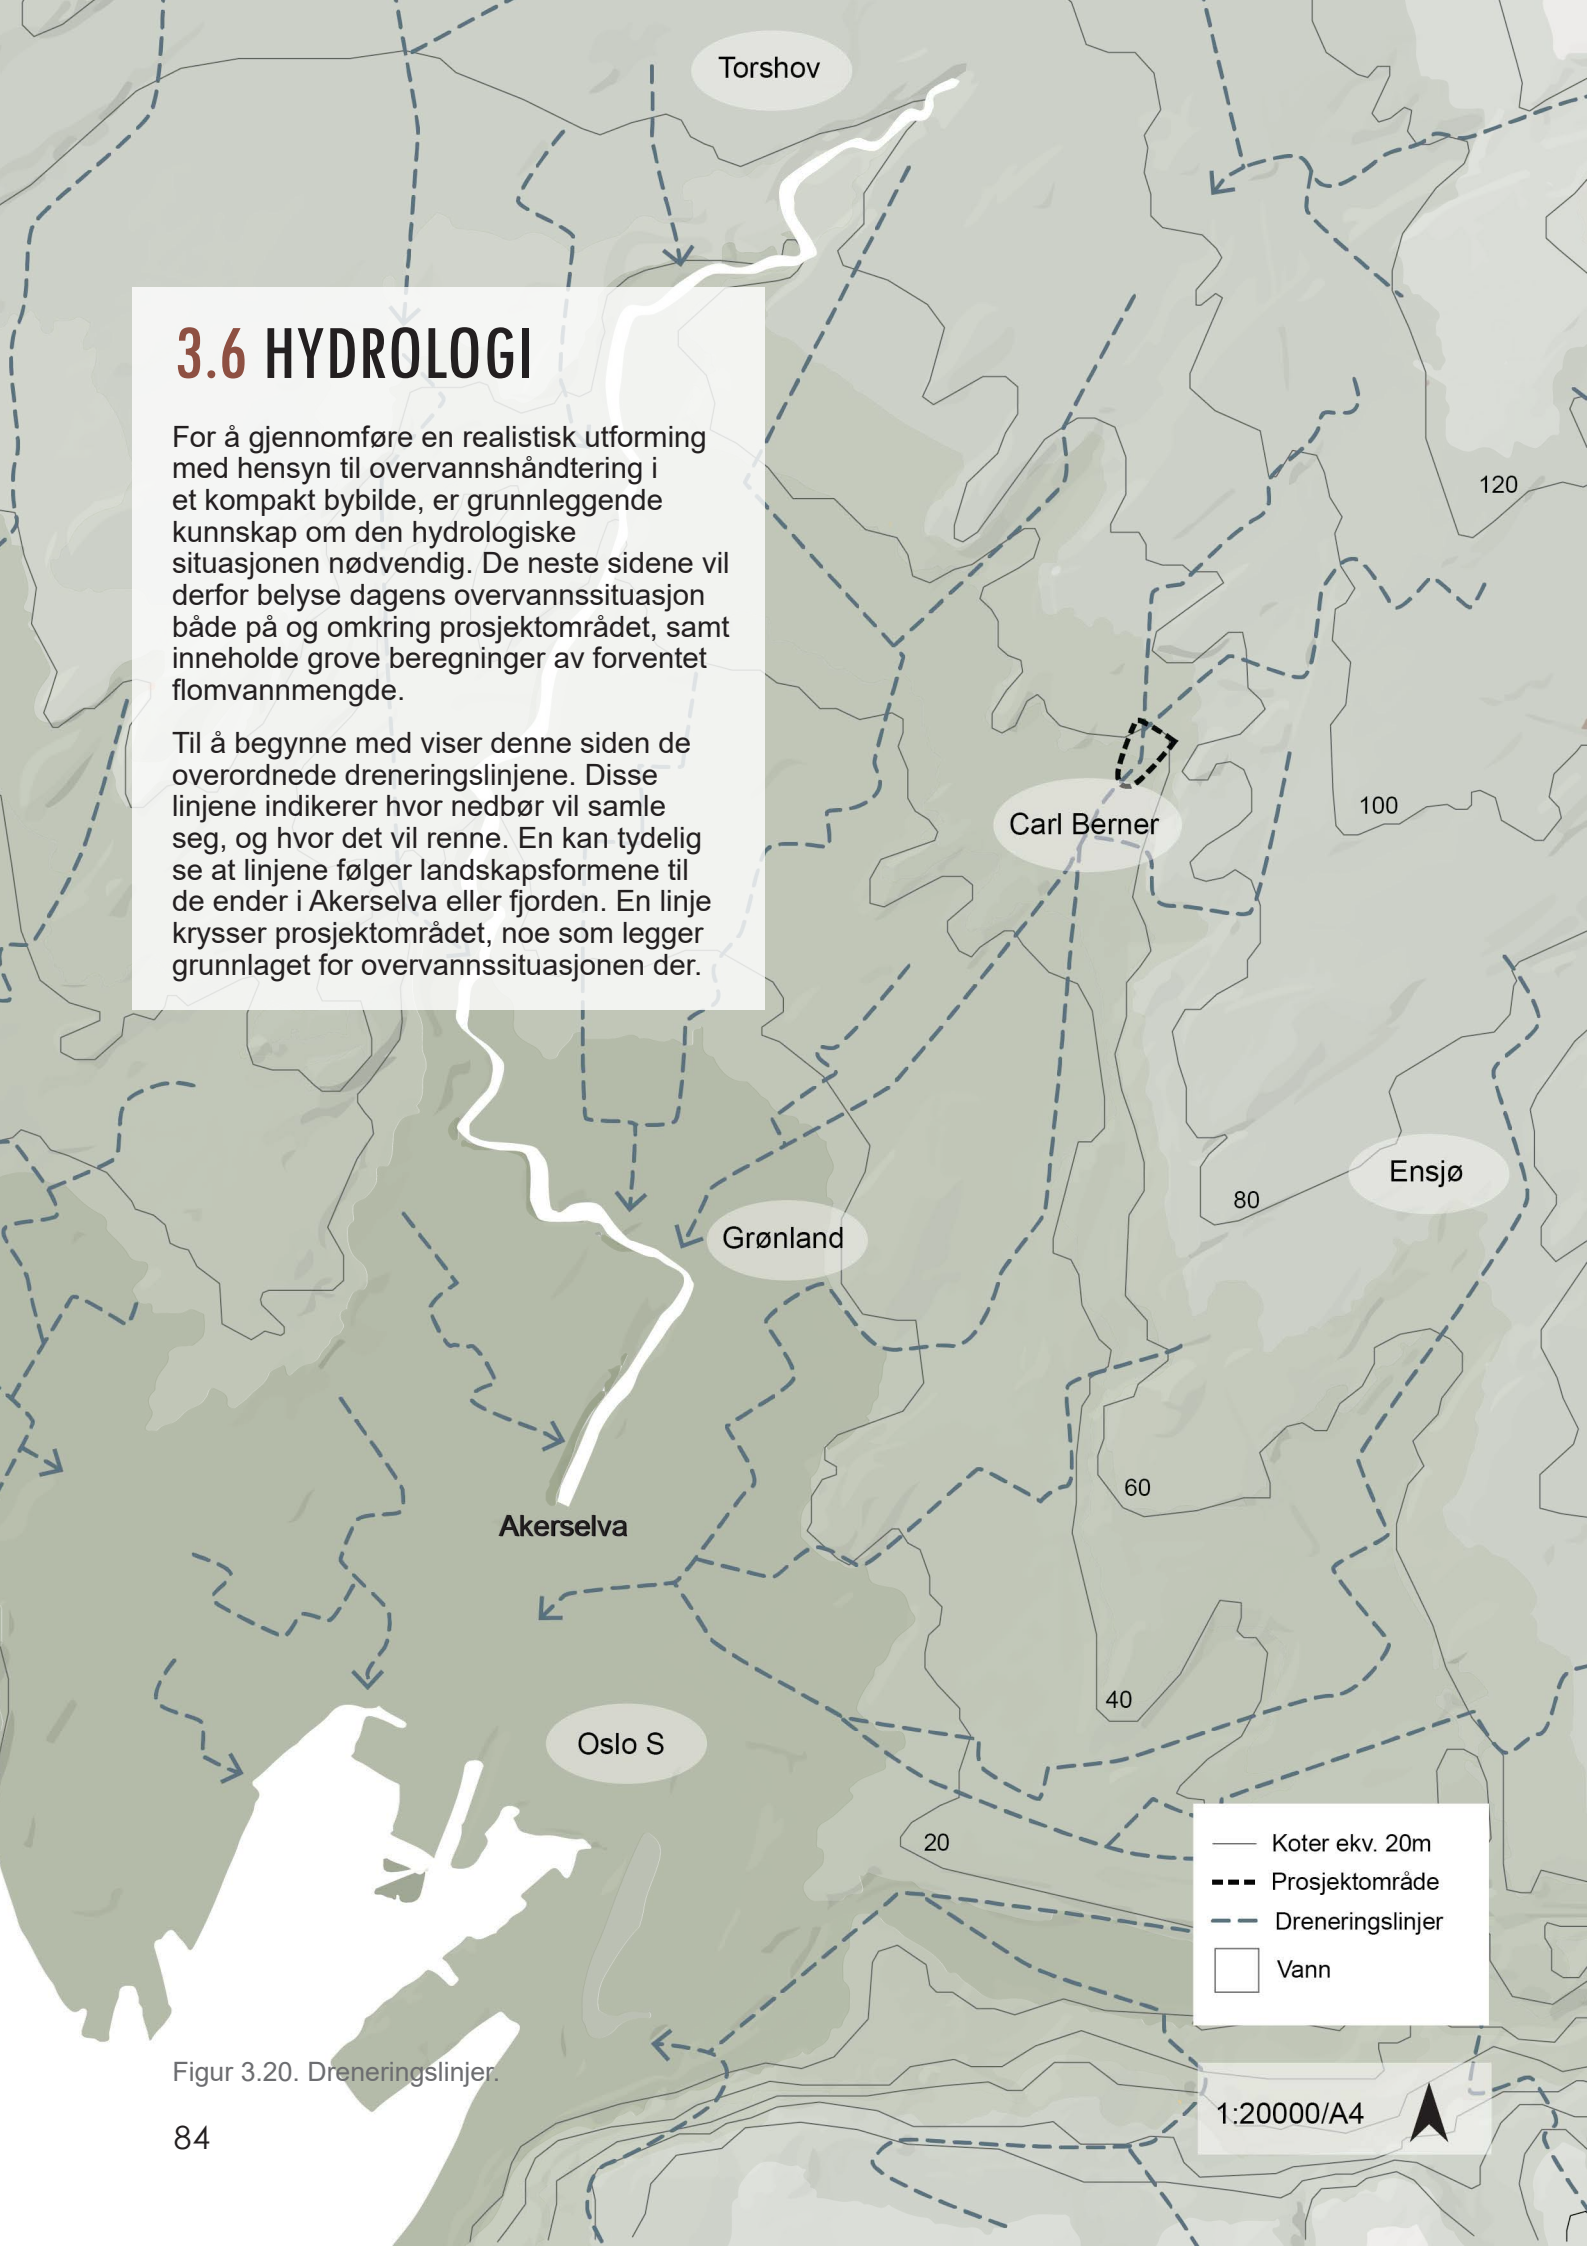 Torshov
3.6 HYDROLOGI
For å gjennomføre en realistisk utforming
med hensyn til overvannshåndtering i
et kompakt bybilde, er grunnleggende
kunnskap om den hydrologiske
situasjonen nødvendig. De neste sidene vil
derfor belyse dagens overvannssituasjon
både på og omkring prosjektområdet, samt
inneholde grove beregninger av forventet
flomvannmengde.
Til å begynne med viser denne siden de
overordnede dreneringslinjene. Disse
linjene indikerer hvor nedbør vil samle
seg, og hvor det vil renne. En kan tydelig
se at linjene følger landskapsformene til
de ender i Akerselva eller fjorden. En linje
krysser prosjektområdet, noe som legger
grunnlaget for overvannssituasjonen der.
120
100
Carl Berner
Ensjø
80
Grønland
60
Akerselva
40
Oslo S
20
Koter ekv. 20m
Prosjektområde
Dreneringslinjer
Vann
Figur 3.20. Dreneringslinjer.
1:20000/A4
84